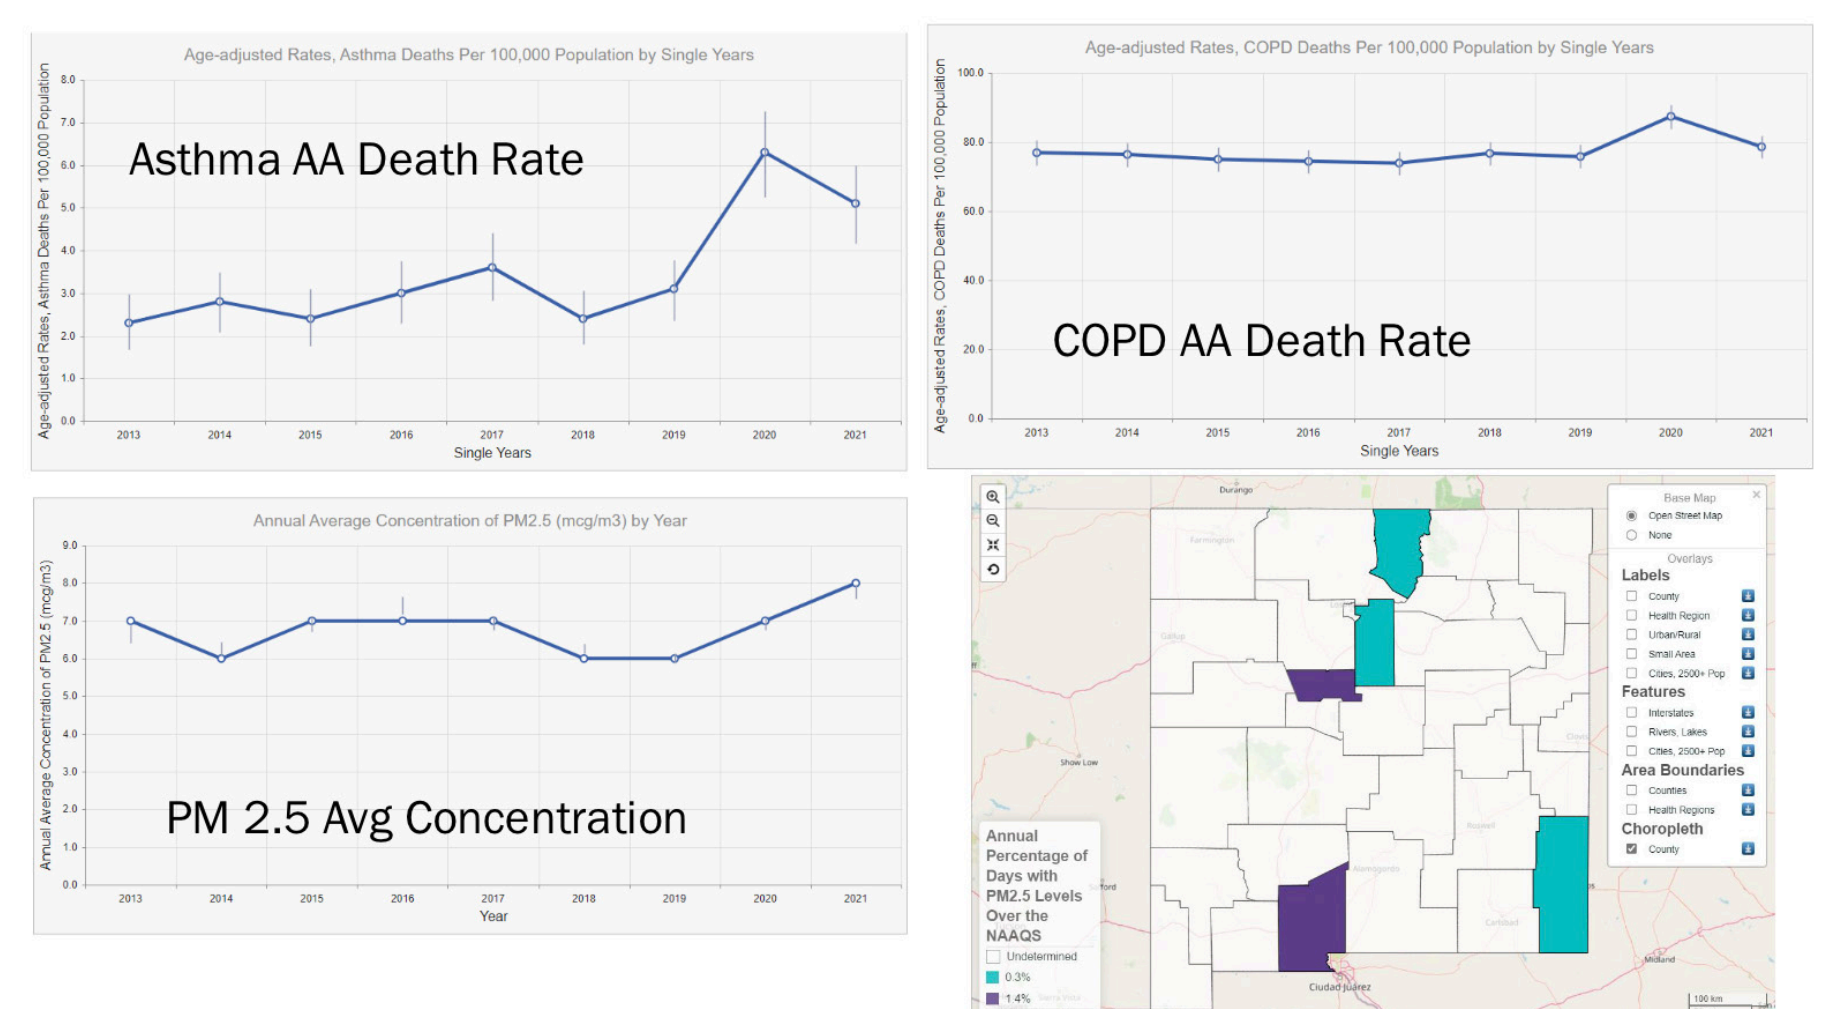 Age-adjusted Rates, Asthma Deaths Per 100,000 Population by Single Years
Age-adjusted Rates, Asthma Deaths Per 100,000 Population
8.0
7.0
6.0
5.0
4.0
3.0
2.0
1.0
0.0
Asthma AA Death Rate
2013 2014 2015 2016 2017 2018 2019 2020 2021
Single Years
Age-adjusted Rates, COPD Deaths Per 100,000 Population by Single Years
Age-adjusted Rates, COPD Deaths Per 100,000 Population
100.0
80.0
60.0
40.0
20.0
0.0
COPD AA Death Rate
2013 2014 2015 2016 2017 2018 2019 2020 2021
Single Years
Annual Average Concentration of PM2.5 (mcg/m3) by Year
Annual Average Concentration of PM2.5 (mcg/m3)
9.0
8.0
7.0
6.0
5.0
4.0
3.0
2.0
1.0
0.0
PM 2.5 Avg Concentration
2013 2014 2015 2016 2017 2018 2019 2020 2021
Year
Durango
Farmington
Gallup
Show Low
Roswell
Alamogordo
Carlsbad
Midland
Ciudad Juárez
100 km
Annual
Percentage of
Days with
PM2.5 Levels
Over the
NAAQS
Undetermined
0.3%
1.4%
Sierra Vista
Base Map
Open Street Map
None
Overlays
Labels
County
Health Region
Urban/Rural
Small Area
Cities, 2500+ Pop
Features
Interstates
Rivers, Lakes
Cities, 2500+ Pop
Area Boundaries
Counties
Health Regions
Choropleth
County